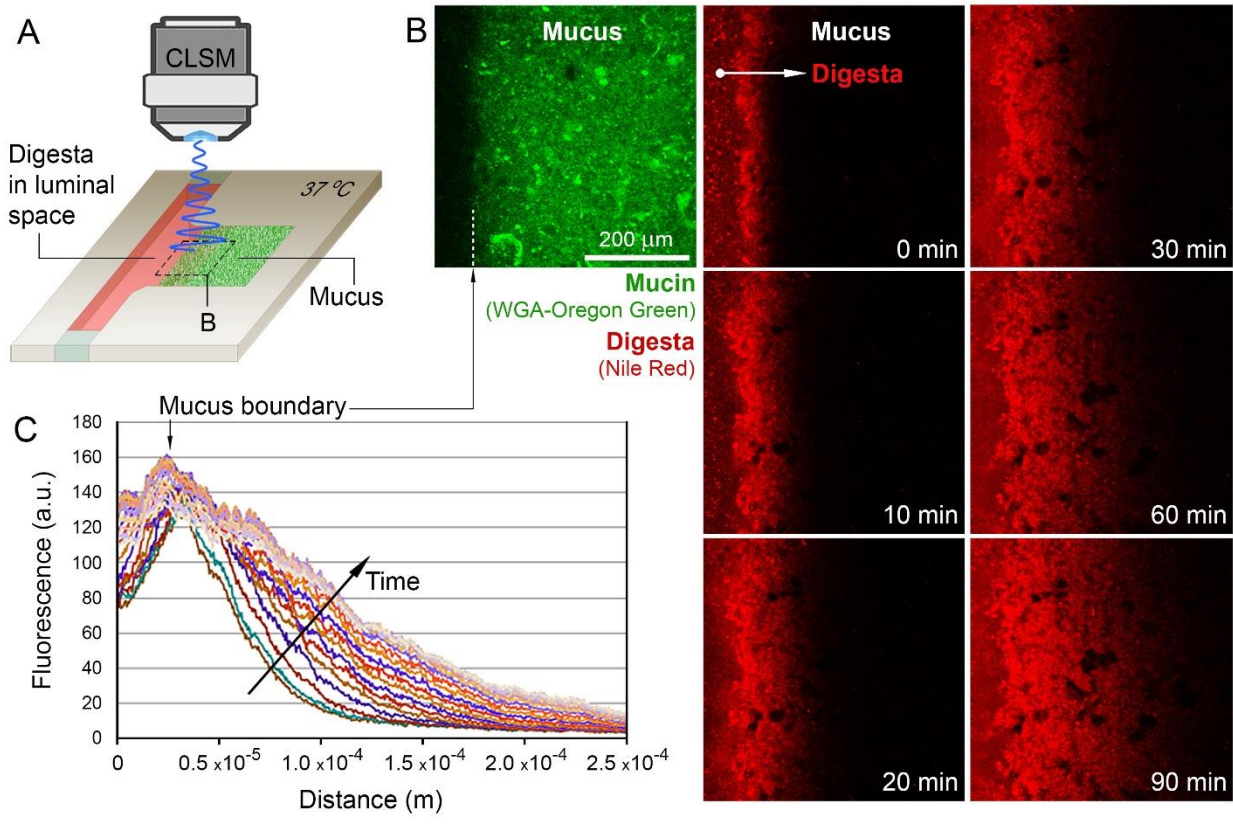 A
CLSM
Digesta
in luminal
space
37 ºC
Mucus
B
B
Mucus
200 μm
Mucin
(WGA-Oregon Green)
Digesta
(Nile Red)
Mucus
Digesta
0 min
30 min
10 min
60 min
20 min
90 min
Mucus boundary
C
180
160
140
120
100
80
60
40
20
0
Fluorescence (a.u.)
Time
0
0.5 x10-5
1.0 x10-4
1.5 x10-4
2.0 x10-4
2.5 x10-4
Distance (m)